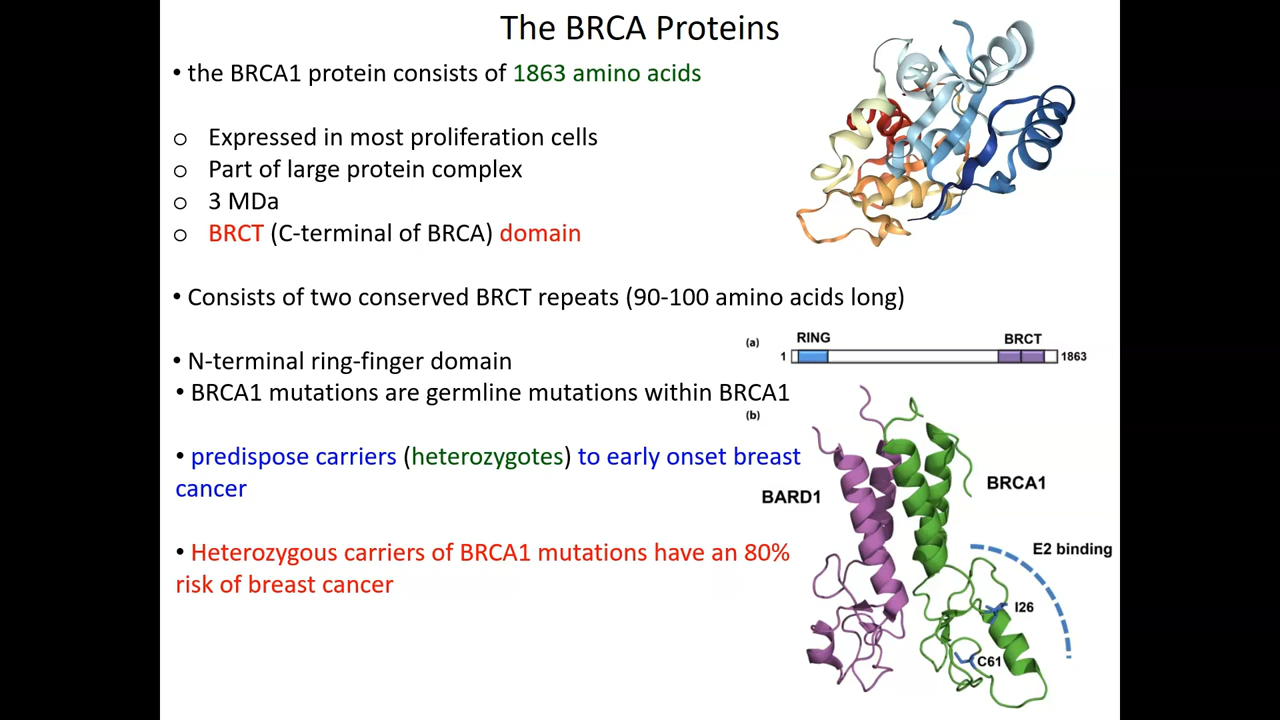 The BRCA Proteins
• the BRCA1 protein consists of 1863 amino acids
o Expressed in most proliferation cells
o Part of large protein complex
o 3 MDa
o BRCT (C-terminal of BRCA) domain
• Consists of two conserved BRCT repeats (90-100 amino acids long)
• N-terminal ring-finger domain
• BRCA1 mutations are germline mutations within BRCA1
• predispose carriers (heterozygotes) to early onset breast
cancer
• Heterozygous carriers of BRCA1 mutations have an 80%
risk of breast cancer
(a)
RING
BRCT
1
1863
(b)
BARD1
BRCA1
E2 binding
I26
C61